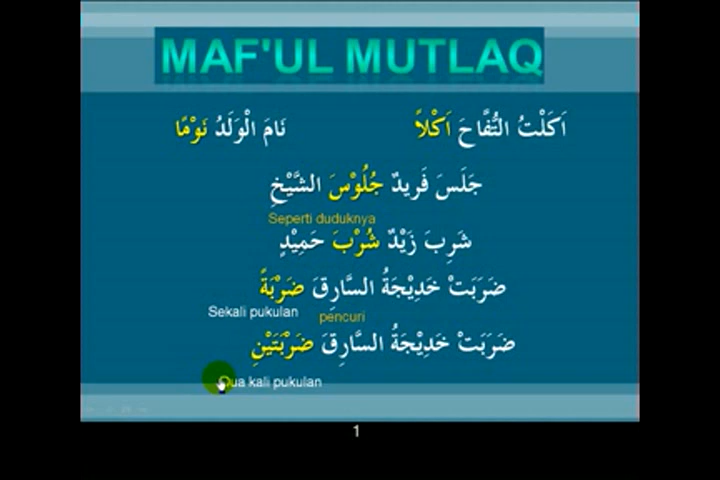 MAF'UL MUTLAQ
اَكَلْتُ التُّفَّاحَ اَكْلاً
نَامَ الْوَلَدُ نَوْمًا
جَلَسَ فَرِيدٌ جُلُوْسَ الشَّيْخِ
Seperti duduknya
شَرِبَ زَيْدٌ شُرْبَ حَمِيْدٍ
ضَرَبَتْ خَدِيْجَةُ السَّارِقَ ضَرْبَةً
Sekali pukulan
pencuri
ضَرَبَتْ خَدِيْجَةُ السَّارِقَ ضَرْبَتَيْنِ
Dua kali pukulan
1